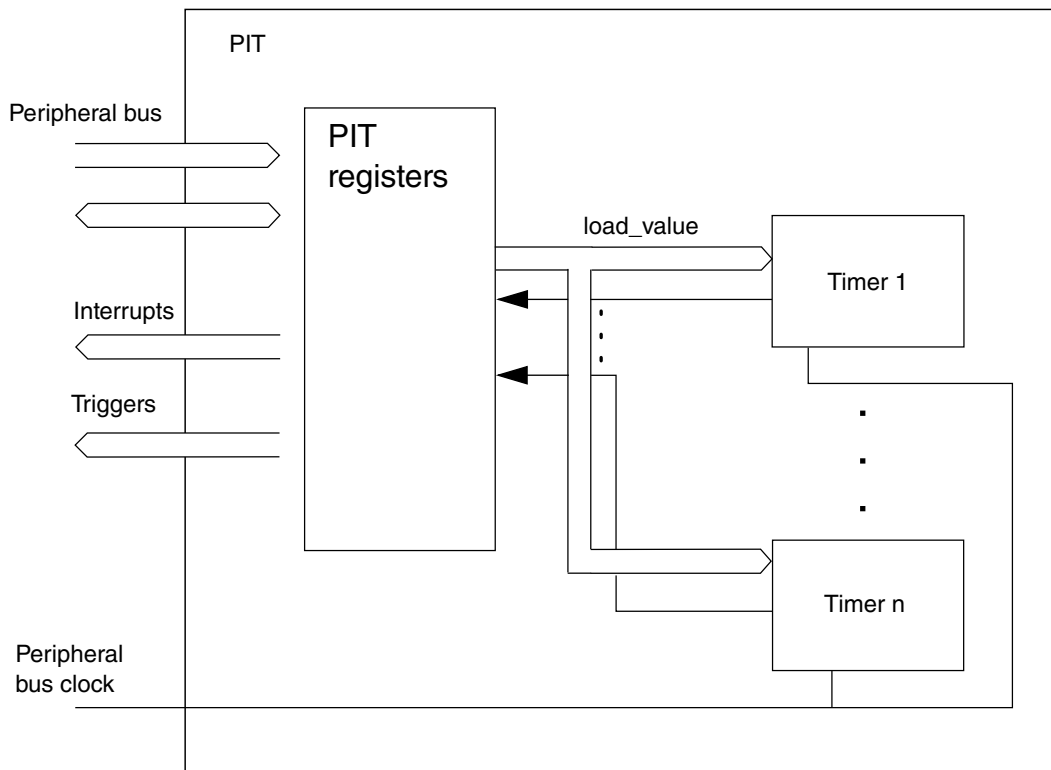 PIT
Peripheral bus
PIT
registers
load_value
Timer 1
Interrupts
Triggers
Timer n
Peripheral
bus clock